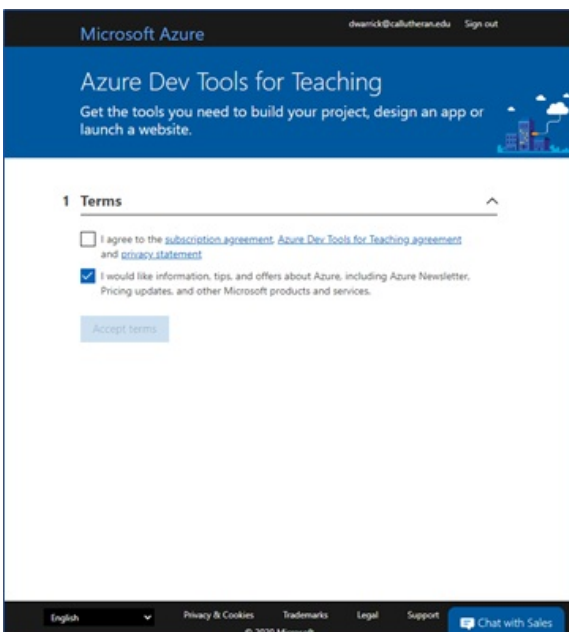 Microsoft Azure
dwarrick@callutheran.edu Sign out
Azure Dev Tools for Teaching
Get the tools you need to build your project, design an app or
launch a website.
1 Terms
I agree to the subscription agreement, Azure Dev Tools for Teaching agreement
and privacy statement
I would like information, tips, and offers about Azure, including Azure Newsletter,
Pricing updates, and other Microsoft products and services.
Accept terms
English Privacy & Cookies Trademarks Legal Support
© 2020 Microsoft
Chat with Sales